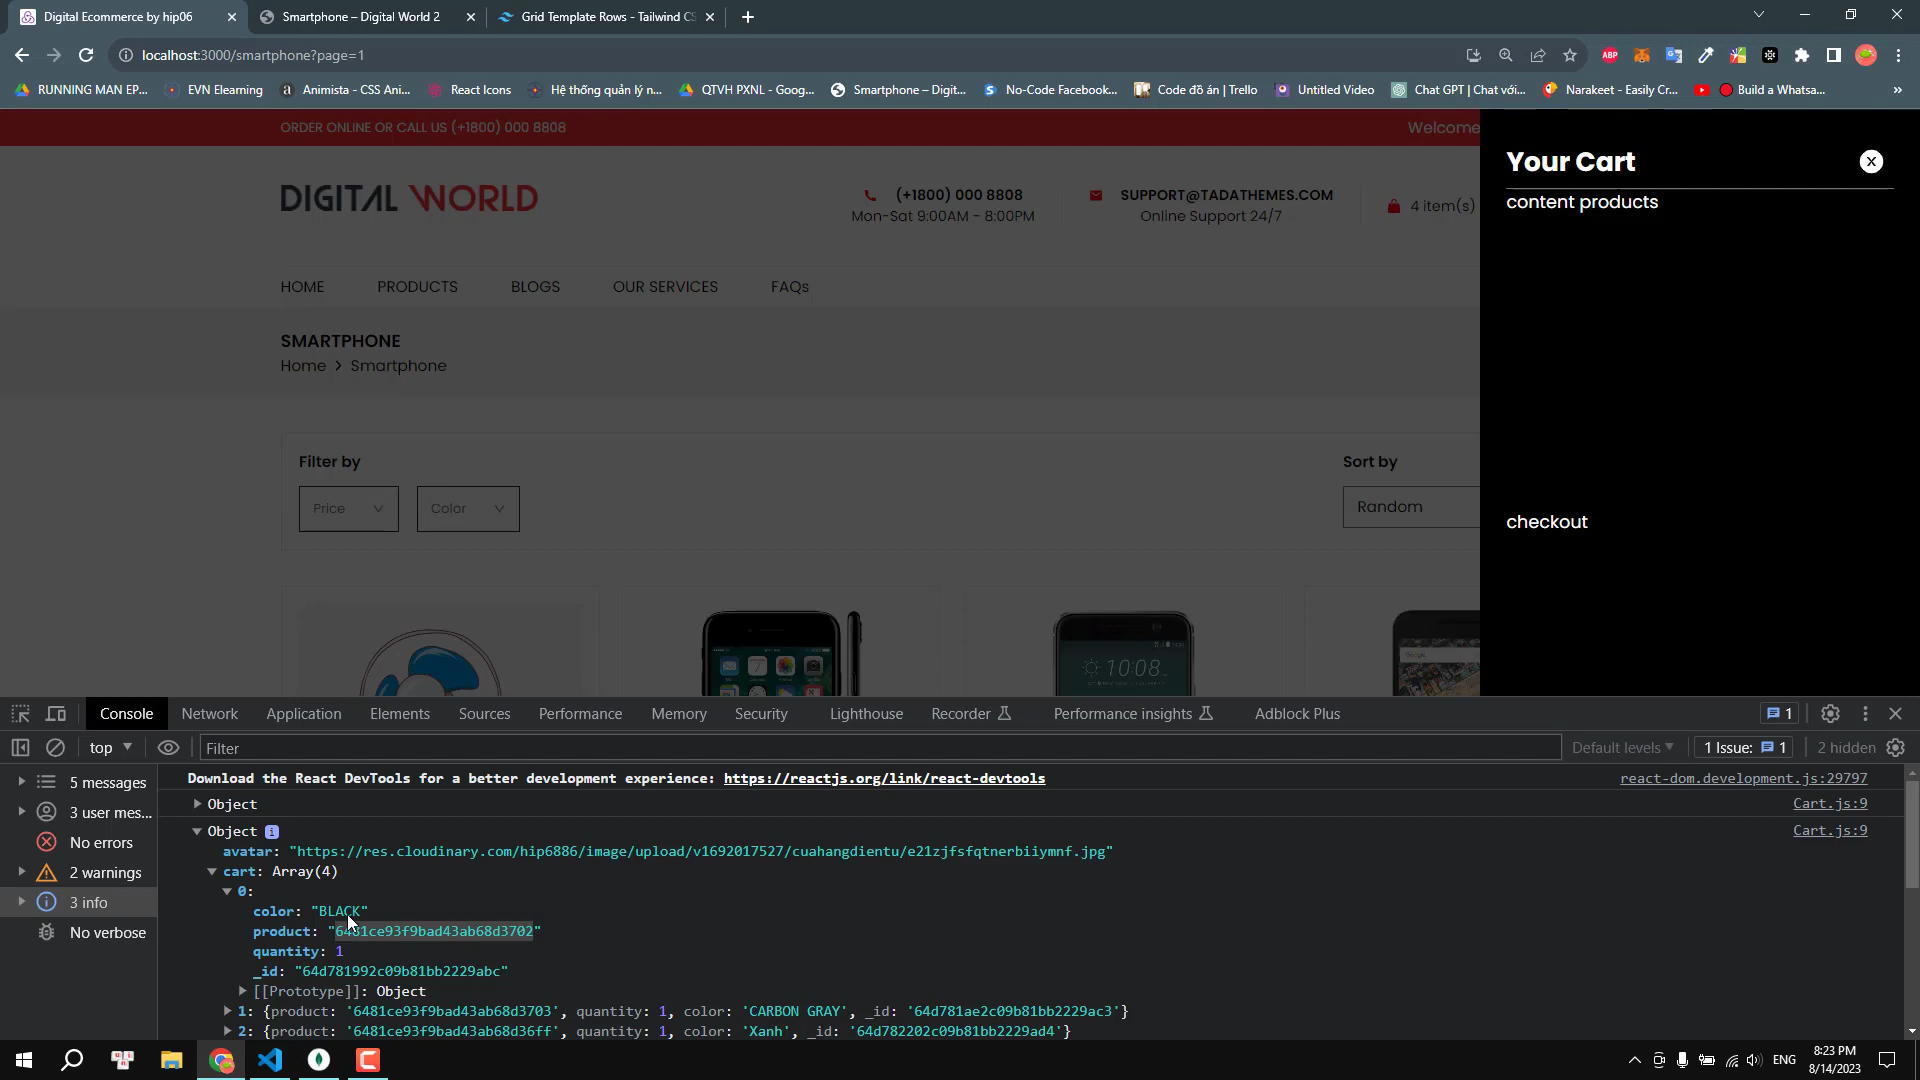 Digital Ecommerce by hip06
Smartphone – Digital World 2
Grid Template Rows - Tailwind CS
localhost:3000/smartphone?page=1
ABP
RUNNING MAN EP...
EVN Elearning
Animista - CSS Ani...
React Icons
Hệ thống quản lý n...
QTVH PXNL - Goog...
Smartphone – Digit...
No-Code Facebook...
Code đồ án | Trello
Untitled Video
Chat GPT | Chat với...
Narakeet - Easily Cr...
Build a Whatsa...
ORDER ONLINE OR CALL US (+1800) 000 8808
Welcome
DIGITAL WORLD
(+1800) 000 8808
Mon-Sat 9:00AM - 8:00PM
SUPPORT@TADATHEMES.COM
Online Support 24/7
4 item(s)
HOME
PRODUCTS
BLOGS
OUR SERVICES
FAQs
SMARTPHONE
Home
Smartphone
Filter by
Price
Color
Sort by
Random
10:08
Google
Your Cart
content products
checkout
Console
Network
Application
Elements
Sources
Performance
Memory
Security
Lighthouse
Recorder
Performance insights
Adblock Plus
1
top
Filter
Default levels
1 Issue: 1
2 hidden
5 messages
3 user mes...
No errors
2 warnings
3 info
No verbose
Download the React DevTools for a better development experience: https://reactjs.org/link/react-devtools
react-dom.development.js:29797
Object
Cart.js:9
Object i
Cart.js:9
avatar: "https://res.cloudinary.com/hip6886/image/upload/v1692017527/cuahangdientu/e21zjfsfqtnerbiiymnf.jpg"
cart: Array(4)
0:
color: "BLACK"
product: "6481ce93f9bad43ab68d3702"
quantity: 1
_id: "64d781992c09b81bb2229abc"
[[Prototype]]: Object
1: {product: '6481ce93f9bad43ab68d3703', quantity: 1, color: 'CARBON GRAY', _id: '64d781ae2c09b81bb2229ac3'}
2: {product: '6481ce93f9bad43ab68d36ff', quantity: 1, color: 'Xanh', _id: '64d782202c09b81bb2229ad4'}
ENG
8:23 PM
8/14/2023